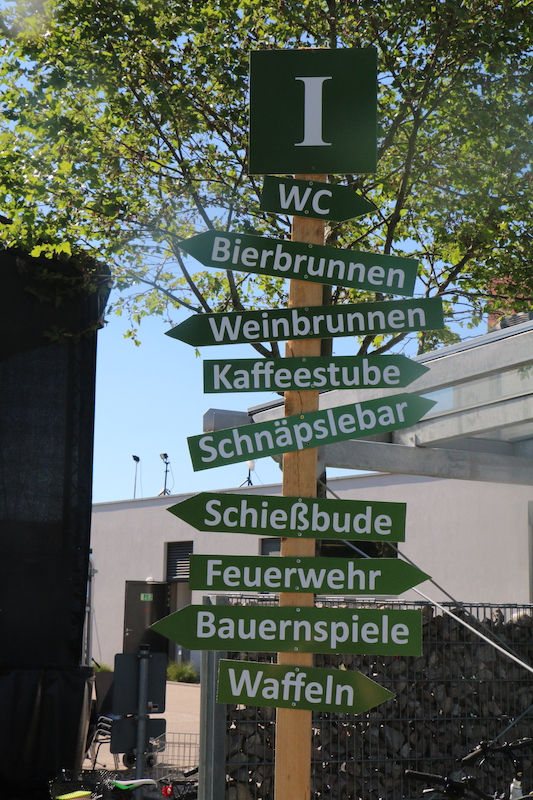 I
WC
Bierbrunnen
Weinbrunnen
Kaffeestube
Schnäpslebar
Schießbude
Feuerwehr
Bauernspiele
Waffeln